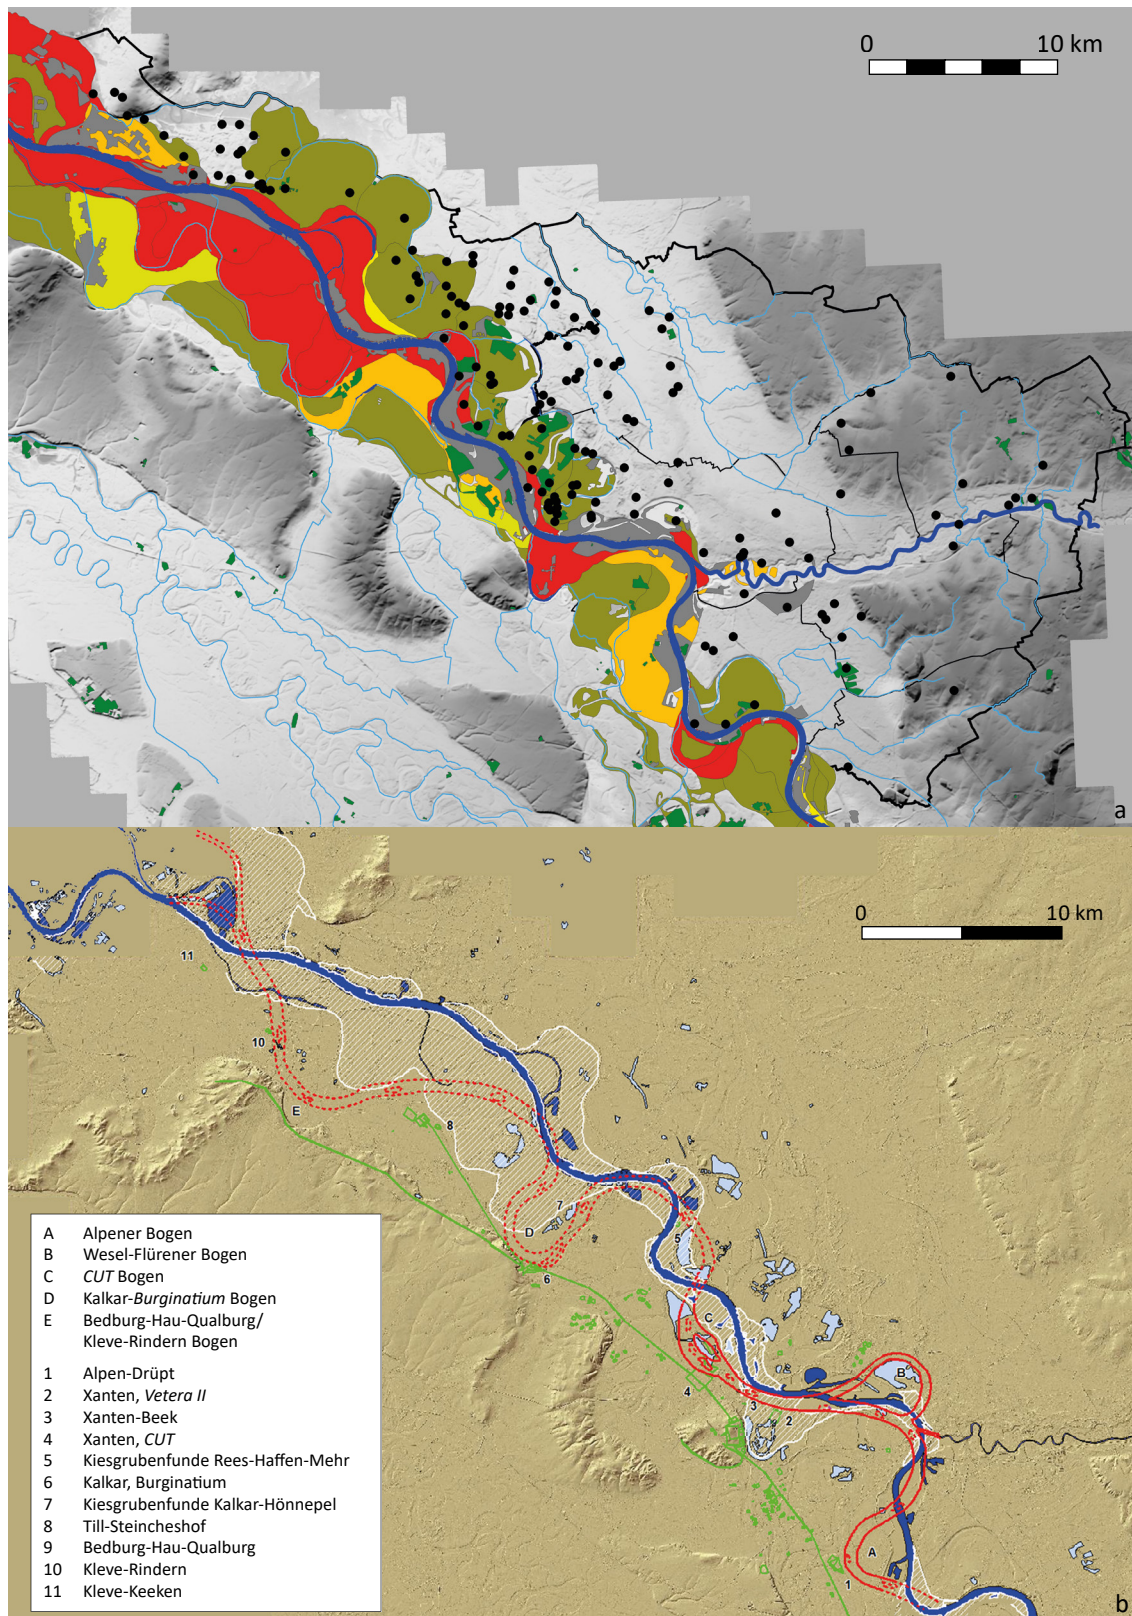 0 10 km
a
0 10 km
11
10
E
8
7
D
6
5
C
4
3
2
B
A
1
A Alpener Bogen
B Wesel-Flürener Bogen
C CUT Bogen
D Kalkar-Burginatium Bogen
E Bedburg-Hau-Qualburg/
Kleve-Rindern Bogen
1 Alpen-Drüpt
2 Xanten, Vetera II
3 Xanten-Beek
4 Xanten, CUT
5 Kiesgrubenfunde Rees-Haffen-Mehr
6 Kalkar, Burginatium
7 Kiesgrubenfunde Kalkar-Hönnepel
8 Till-Steincheshof
9 Bedburg-Hau-Qualburg
10 Kleve-Rindern
11 Kleve-Keeken
b